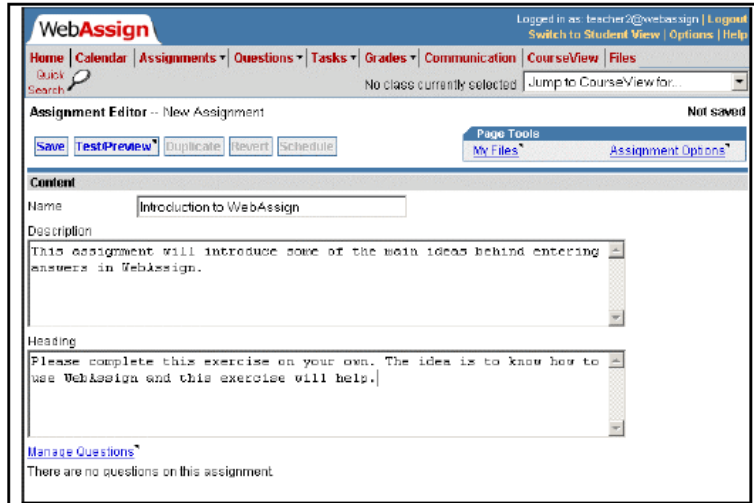 WebAssign
Logged in as: teacher2@webassign | Logout
Switch to Student View | Options | Help
Home | Calendar | Assignments | Questions | Tasks | Grades | Communication | CourseView | Files
Quick
Search
No class currently selected Jump to CourseView for...
Assignment Editor -- New Assignment Not saved
Save Test/Preview Duplicate Revert Schedule
Page Tools
My Files Assignment Options
Content
Name Introduction to WebAssign
Description
This assignment will introduce some of the main ideas behind entering
answers in WebAssign.
Heading
Please complete this exercise on your own. The idea is to know how to
use WebAssign and this exercise will help.
Manage Questions
There are no questions on this assignment.